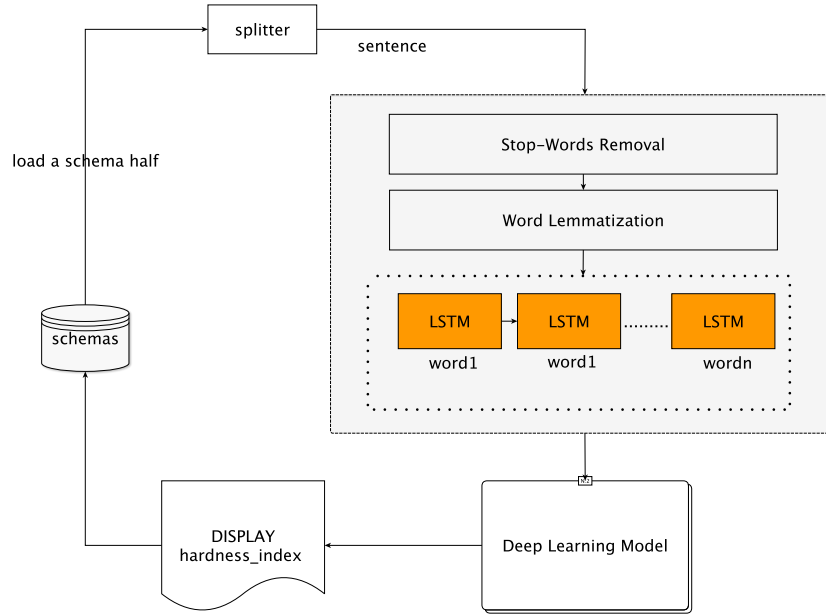 splitter
sentence
load a schema half
Stop-Words Removal
Word Lemmatization
LSTM
LSTM
.........
LSTM
word1
word1
wordn
schemas
Deep Learning Model
DISPLAY
hardness_index